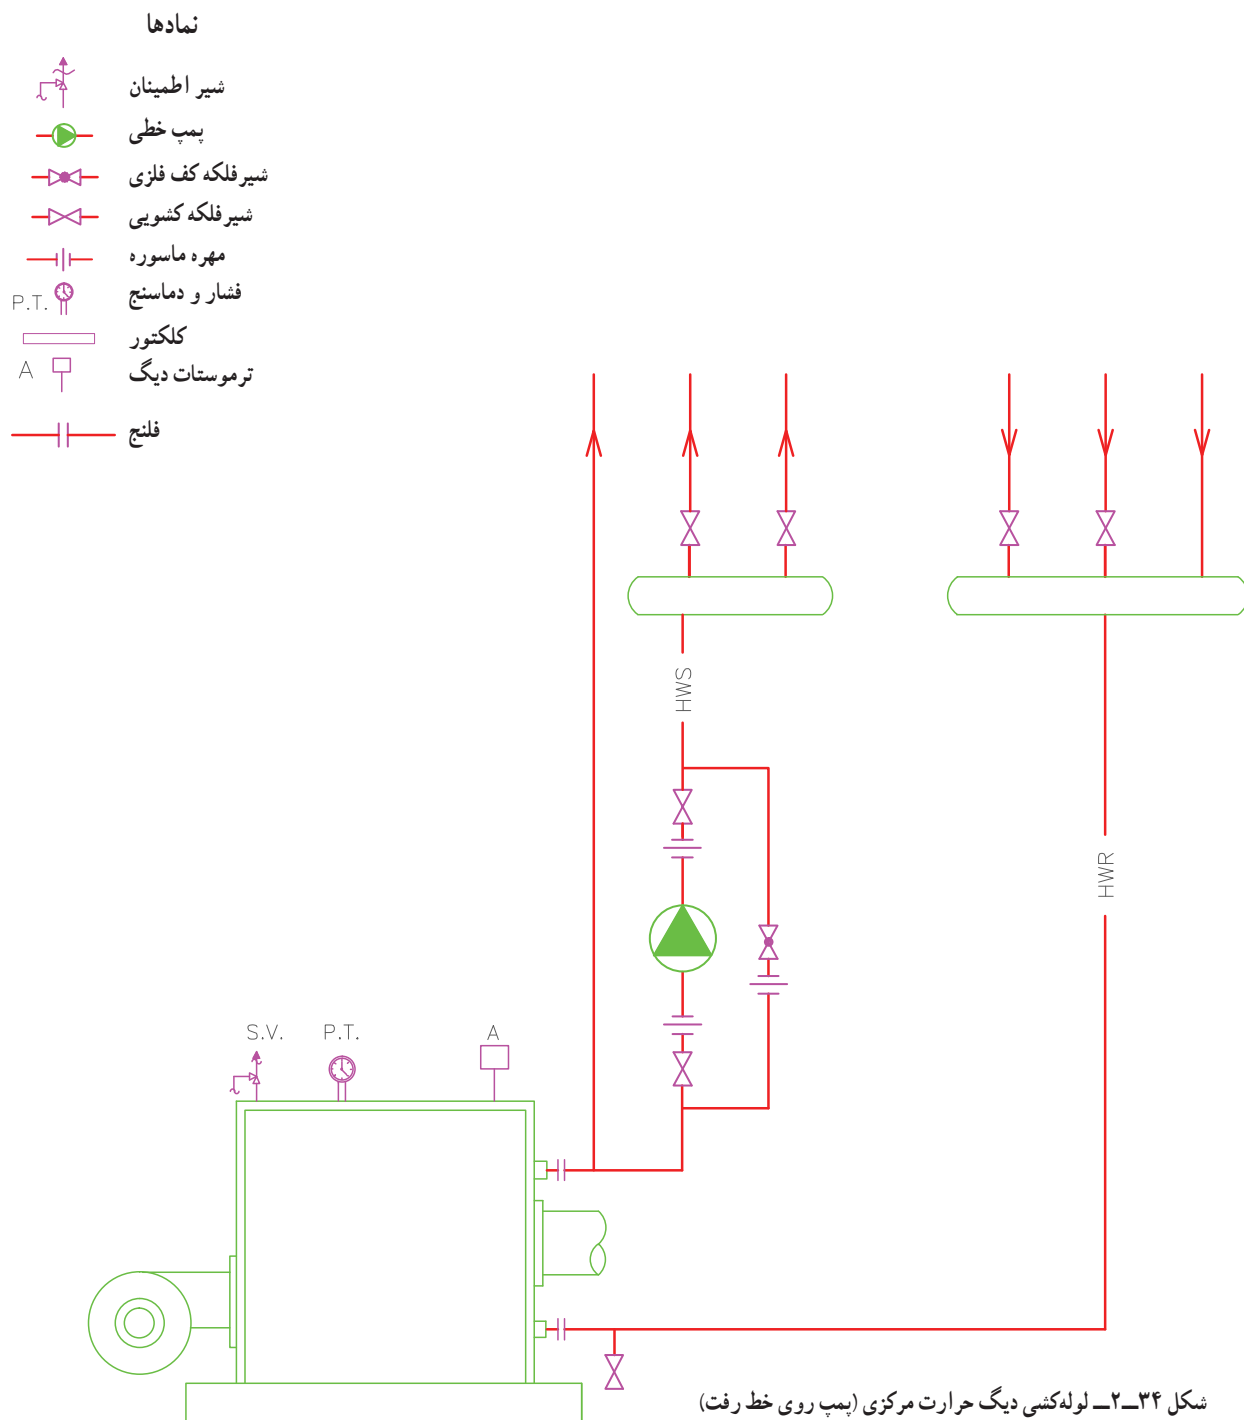 نمادها
شیر اطمینان
پمپ خطی
شیرفلکه کف فلزی
شیرفلکه کشویی
مهره ماسوره
فشار و دماسنج
P.T.
کلکتور
ترموستات دیگ
A
فلنج
HWS
HWR
S.V.
P.T.
A
شکل ۳۴ــ۲ــ لوله‌کشی دیگ حرارت مرکزی (پمپ روی خط رفت)